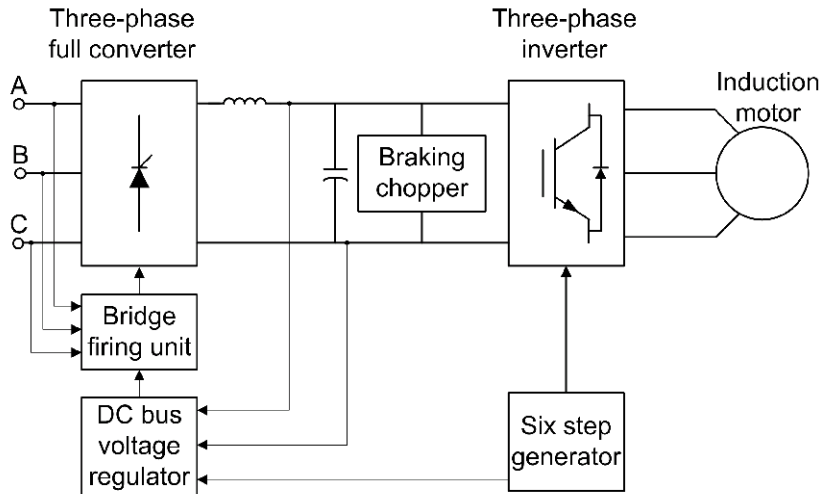 Three-phase
full converter
Three-phase
inverter
Induction
motor
A
B
C
Braking
chopper
Bridge
firing unit
DC bus
voltage
regulator
Six step
generator